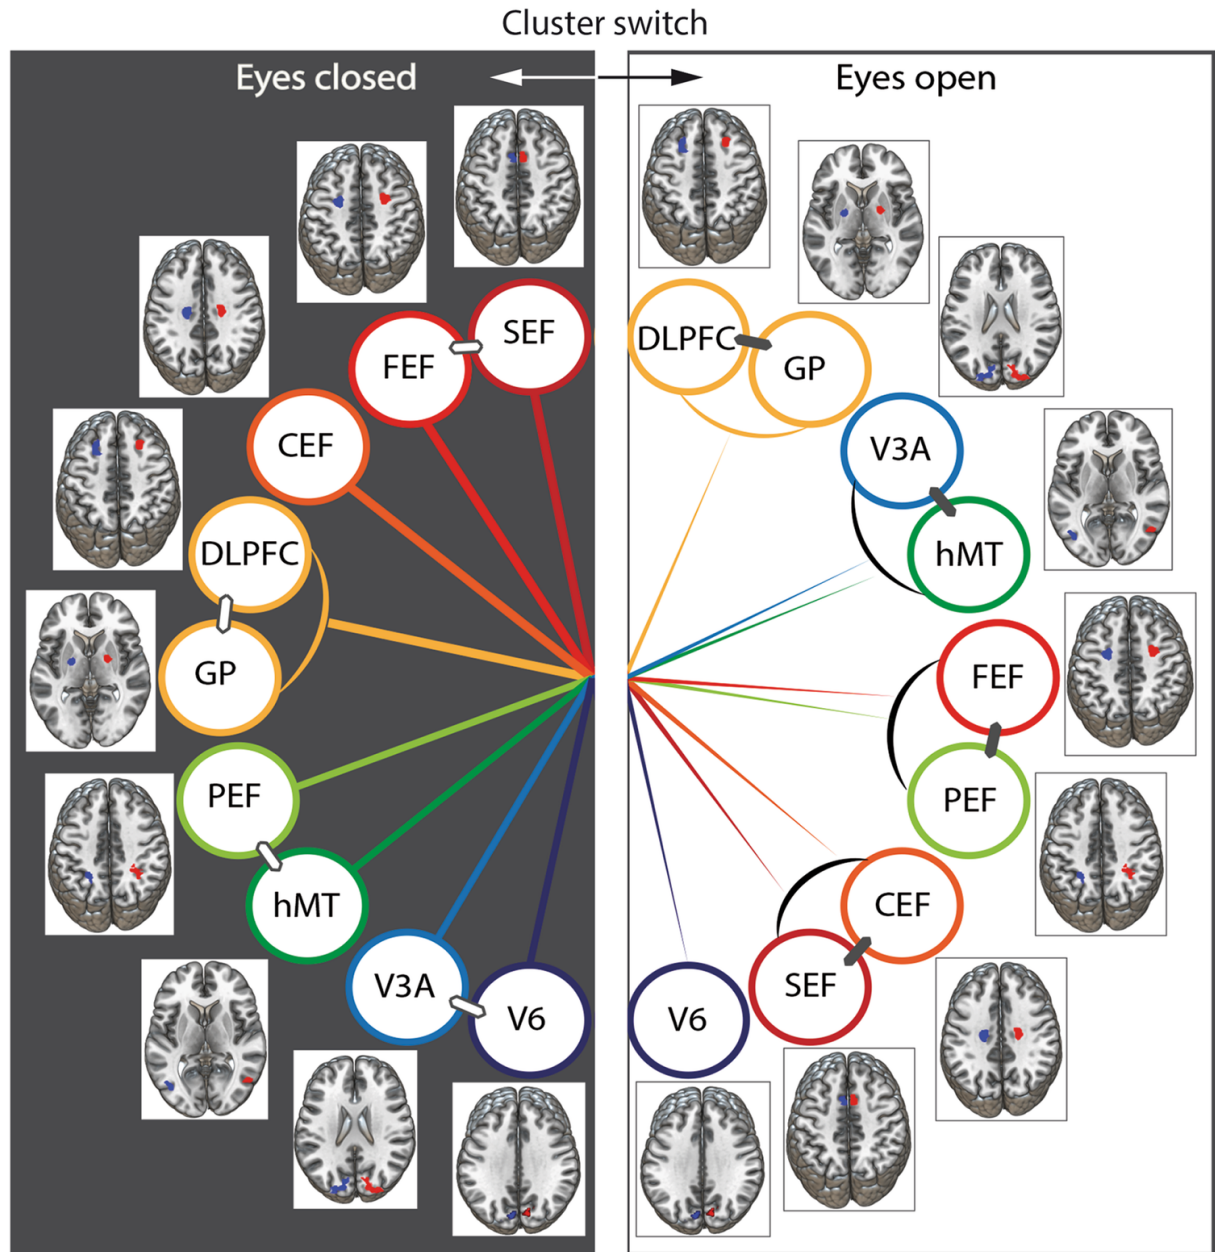 Cluster switch
Eyes closed
Eyes open
SEF
FEF
CEF
DLPFC
GP
PEF
hMT
V3A
V6
DLPFC
GP
V3A
hMT
FEF
PEF
CEF
SEF
V6